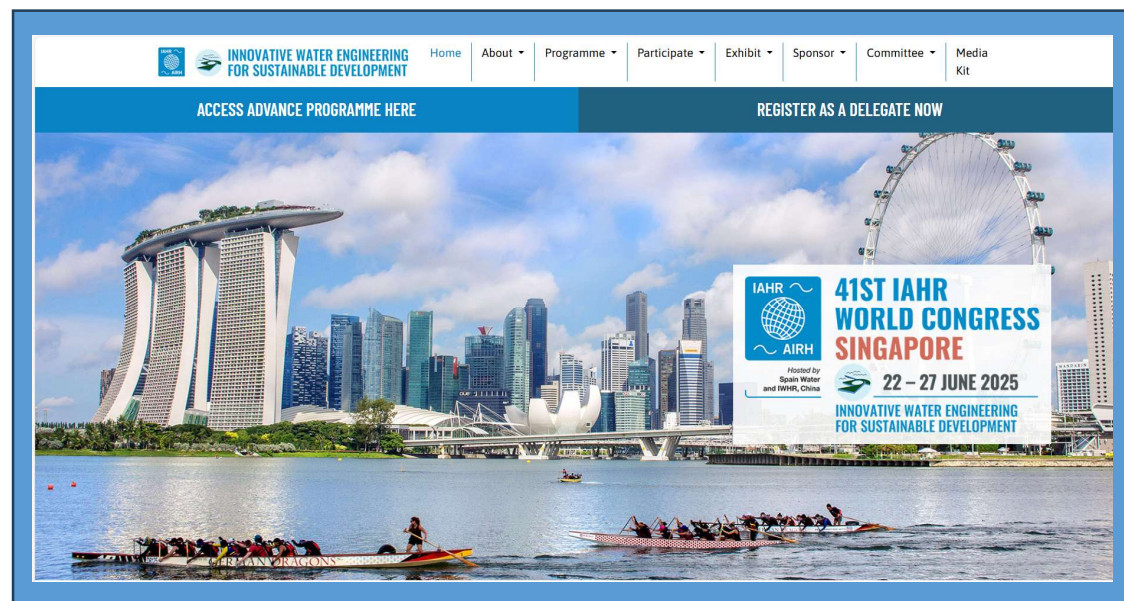 IAHR
AIRH
INNOVATIVE WATER ENGINEERING
FOR SUSTAINABLE DEVELOPMENT
Home
About
Programme
Participate
Exhibit
Sponsor
Committee
Media
Kit
ACCESS ADVANCE PROGRAMME HERE
REGISTER AS A DELEGATE NOW
IAHR
AIRH
Hosted by
Spain Water
and IWHR, China
41ST IAHR
WORLD CONGRESS
SINGAPORE
22 – 27 JUNE 2025
INNOVATIVE WATER ENGINEERING
FOR SUSTAINABLE DEVELOPMENT
GERMAN DRAGONS